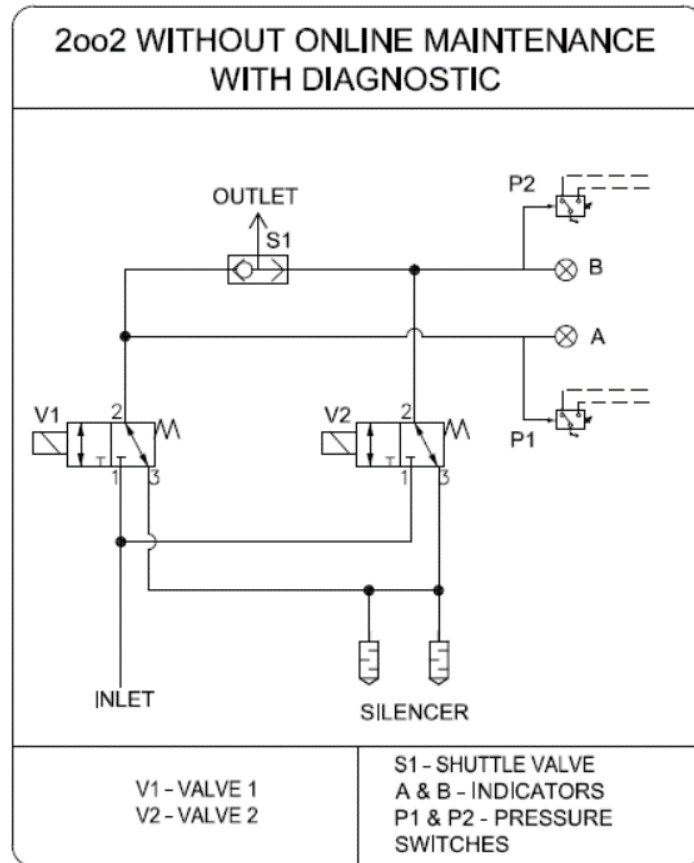 2oo2 WITHOUT ONLINE MAINTENANCE
WITH DIAGNOSTIC
P2
OUTLET
S1
B
A
V1
2
V2
2
P1
1
3
1
3
INLET
SILENCER
V1 - VALVE 1
V2 - VALVE 2
S1 - SHUTTLE VALVE
A & B - INDICATORS
P1 & P2 - PRESSURE
SWITCHES